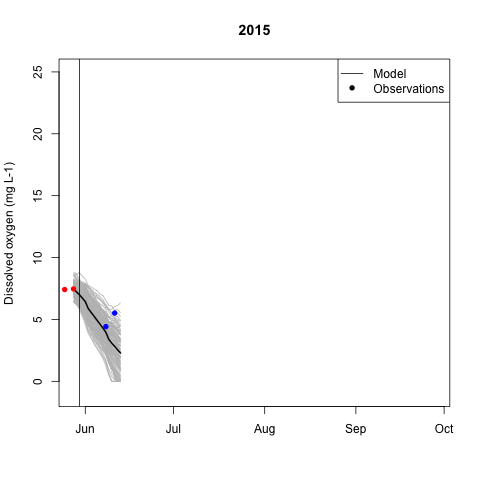 2015
Model
Observations
Dissolved oxygen (mg L-1)
25
20
15
10
5
0
Jun
Jul
Aug
Sep
Oct